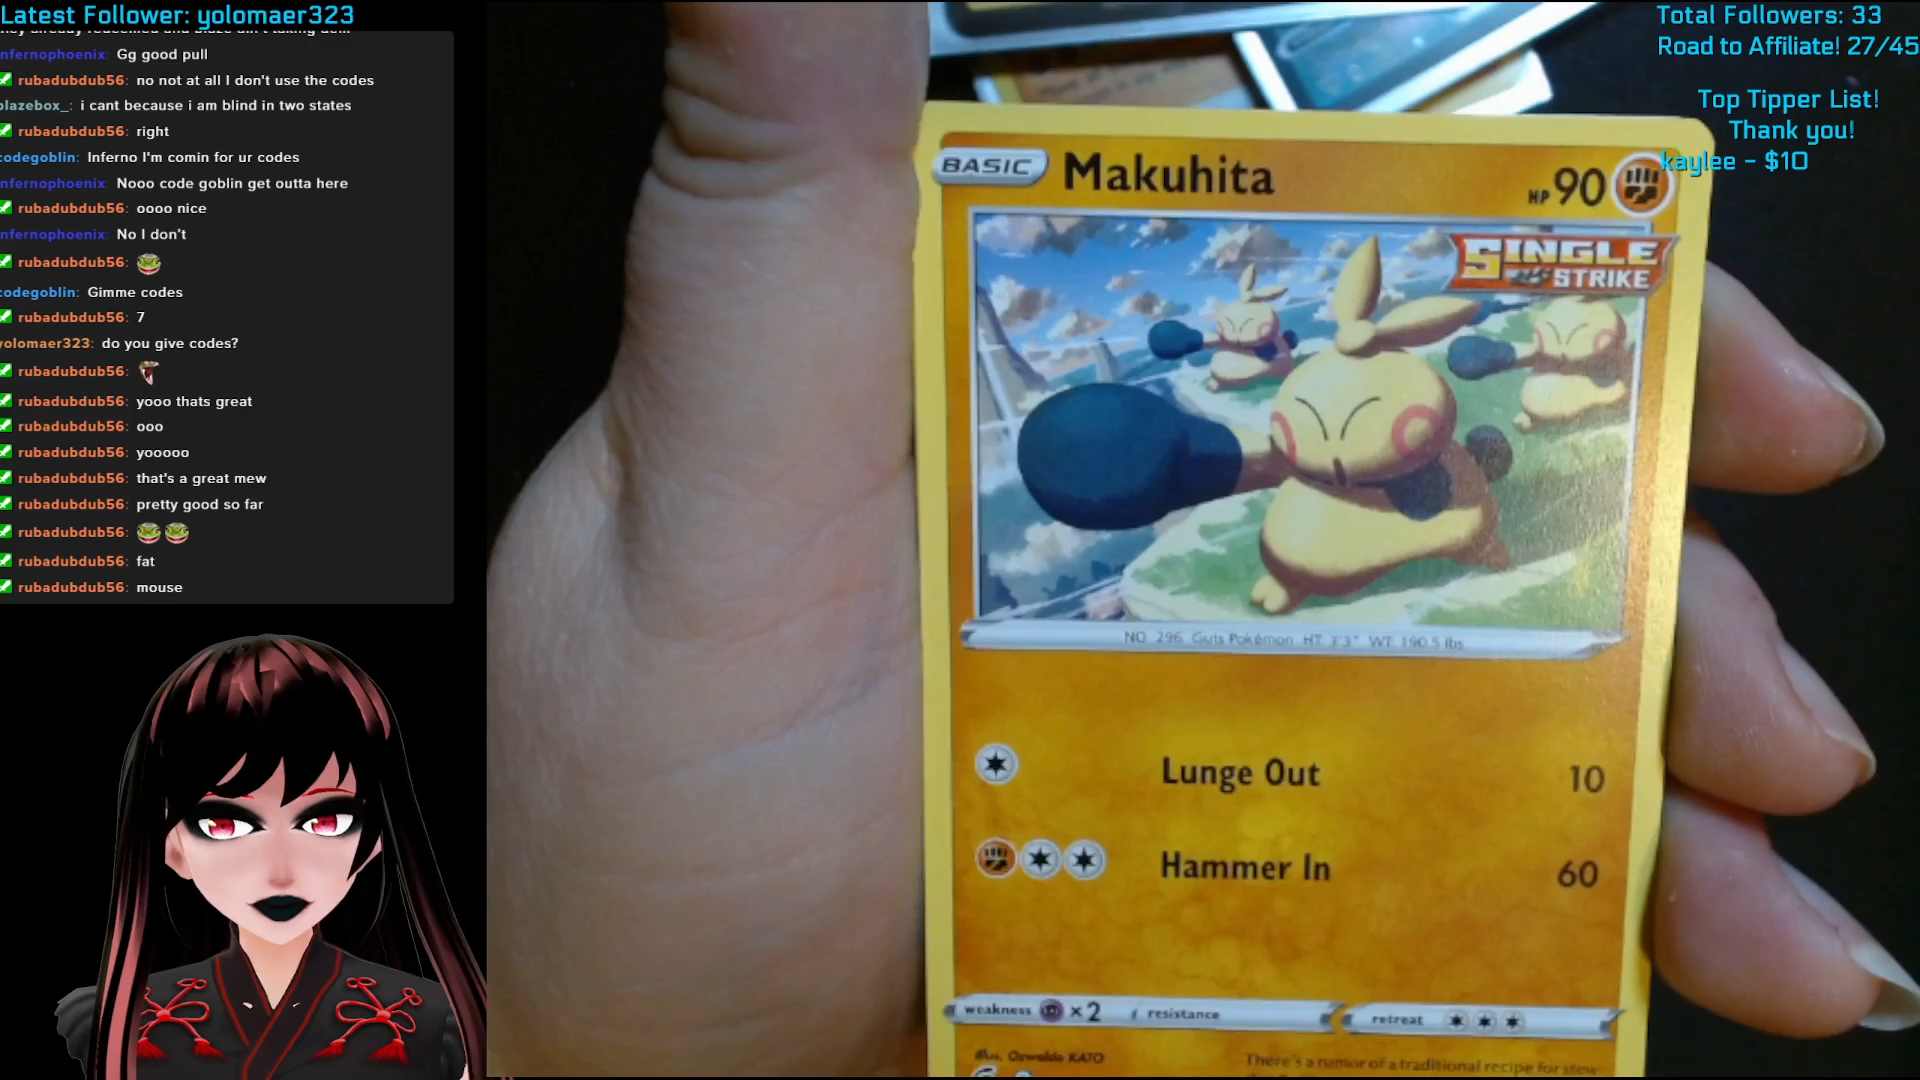 Latest Follower: yolomaer323
infernophoenix: Gg good pull
rubadubdub56: no not at all I don't use the codes
blazebox_: i cant because i am blind in two states
rubadubdub56: right
codegoblin: Inferno I'm comin for ur codes
infernophoenix: Nooo code goblin get outta here
rubadubdub56: oooo nice
infernophoenix: No I don't
rubadubdub56:
codegoblin: Gimme codes
rubadubdub56: 7
yolomaer323: do you give codes?
rubadubdub56:
rubadubdub56: yooo thats great
rubadubdub56: ooo
rubadubdub56: yooooo
rubadubdub56: that's a great mew
rubadubdub56: pretty good so far
rubadubdub56:
rubadubdub56: fat
rubadubdub56: mouse
Total Followers: 33
Road to Affiliate! 27/45
Top Tipper List!
Thank you!
kaylee - $10
BASIC Makuhita HP 90
SINGLE
STRIKE
NO. 296 Guts Pokémon HT: 3'3" WT: 190.5 lbs
Lunge Out 10
Hammer In 60
weakness ×2 resistance retreat
illus. Oswaldo KATO
There's a rumor of a traditional recipe for stew